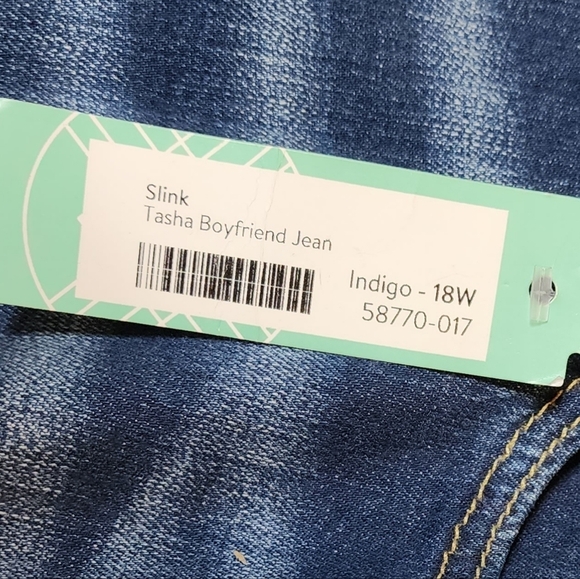 Slink
Tasha Boyfriend Jean
Indigo - 18W
58770-017